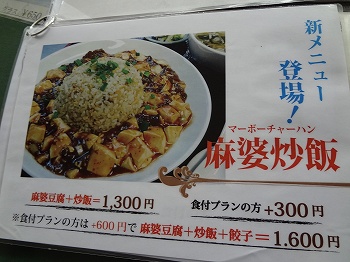 新メニュー
登場!
マーボーチャーハン
麻婆炒飯
麻婆豆腐+炒飯=1,300円
食付プランの方 +300円
※食付プランの方は+600円で 麻婆豆腐+炒飯+餃子=1.600円